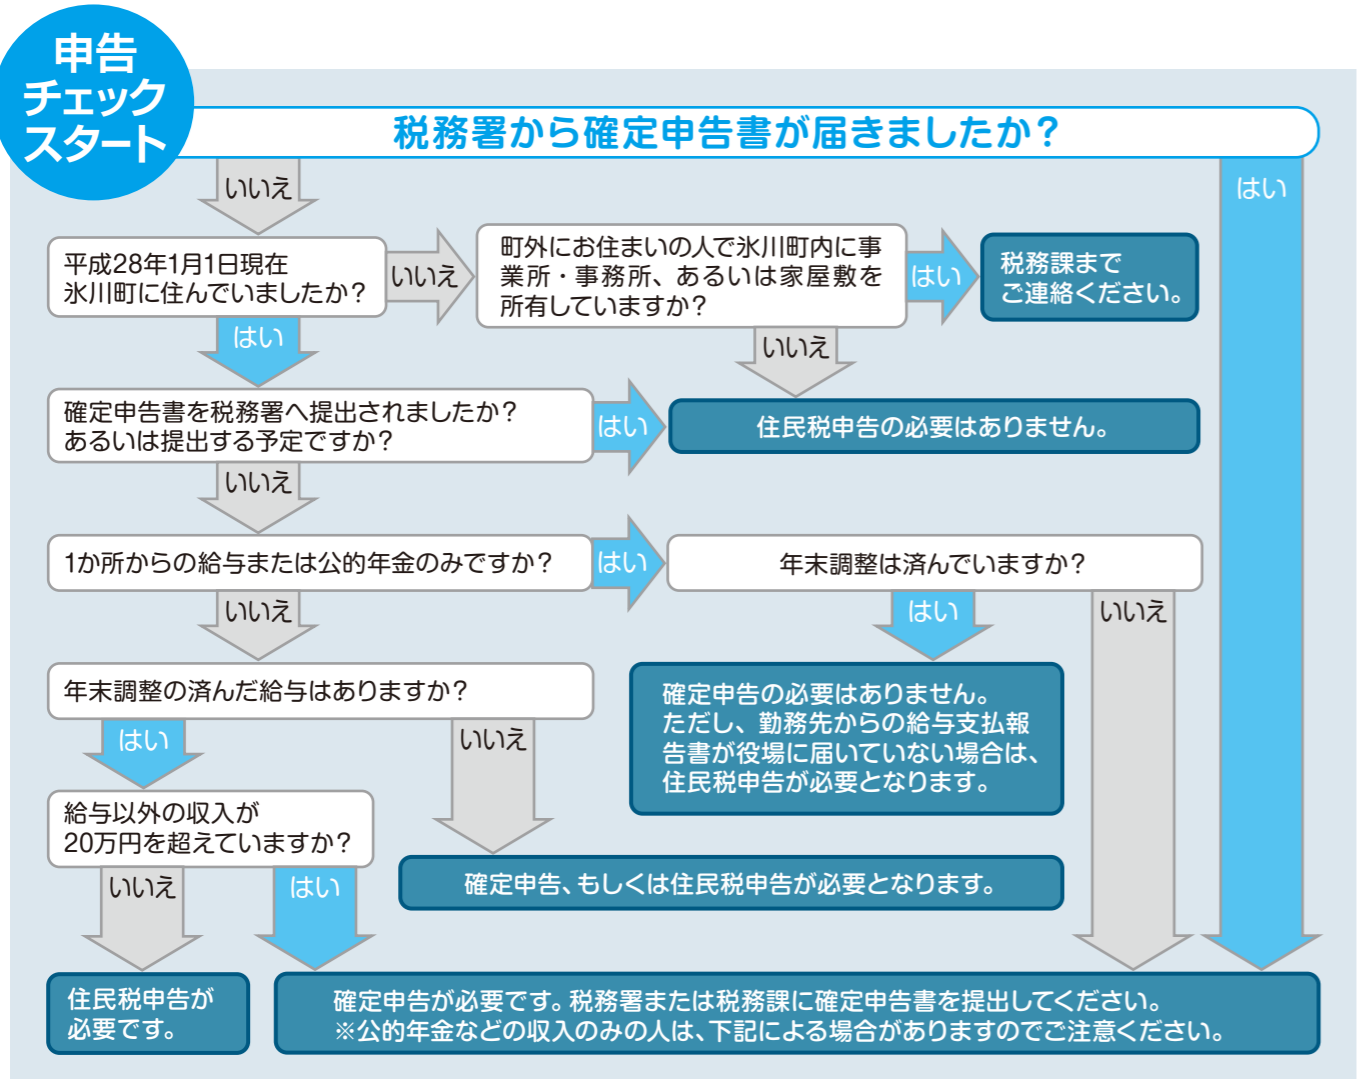 申告
チェック
スタート
税務署から確定申告書が届きましたか？
いいえ
はい
平成28年1月1日現在
氷川町に住んでいましたか？
いいえ
町外にお住まいの人で氷川町内に事
業所・事務所、あるいは家屋敷を
所有していますか？
はい
税務課まで
ご連絡ください。
はい
いいえ
確定申告書を税務署へ提出されましたか？
あるいは提出する予定ですか？
はい
住民税申告の必要はありません。
いいえ
1か所からの給与または公的年金のみですか？
はい
年末調整は済んでいますか？
いいえ
はい
いいえ
年末調整の済んだ給与はありますか？
確定申告の必要はありません。
ただし、勤務先からの給与支払報
告書が役場に届いていない場合は、
住民税申告が必要となります。
はい
いいえ
給与以外の収入が
20万円を超えていますか？
確定申告、もしくは住民税申告が必要となります。
いいえ
はい
住民税申告が
必要です。
確定申告が必要です。税務署または税務課に確定申告書を提出してください。
※公的年金などの収入のみの人は、下記による場合がありますのでご注意ください。